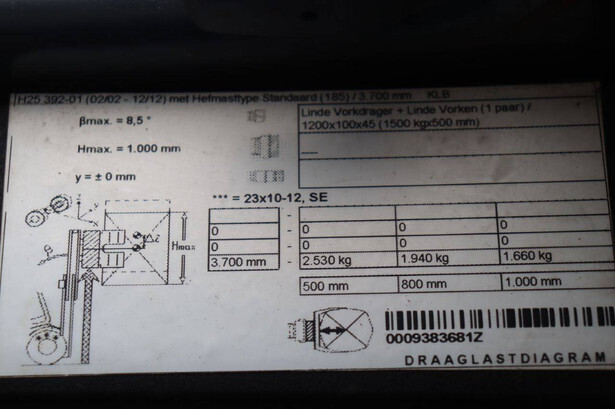 H25 392-01 (02/02 - 12/12) met Hefmasttype Standaard (185) / 3.700 mm KLB
βmax. = 8,5 °
Linde Vorkdrager + Linde Vorken (1 paar) /
1200x100x45 (1500 kgx500 mm)
Hmax. = 1.000 mm
y = ± 0 mm
*** = 23x10-12, SE
0 - 0 0 0
0 - 0 0 0
3.700 mm - 2.530 kg 1.940 kg 1.660 kg
500 mm 800 mm 1.000 mm
Hmax
β
0009383681Z
DRAAGLASTDIAGRAM